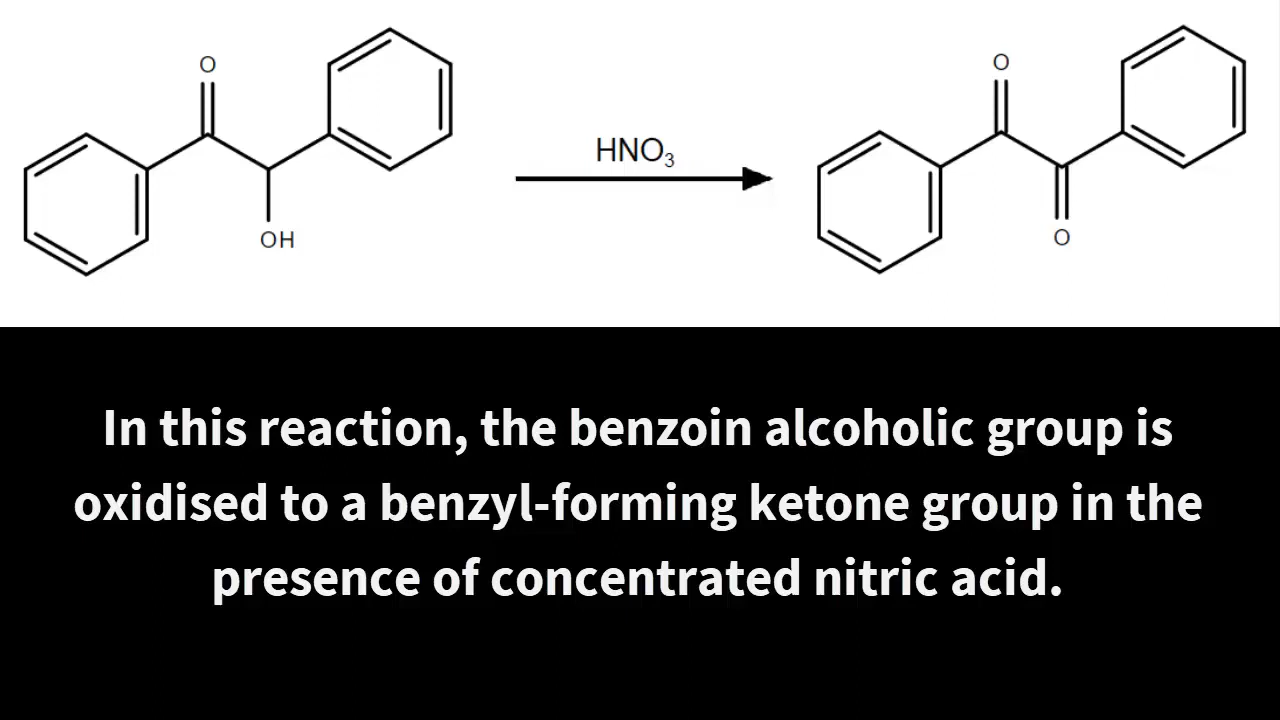 O
O
HNO₃
OH
O
In this reaction, the benzoin alcoholic group is
oxidised to a benzyl-forming ketone group in the
presence of concentrated nitric acid.